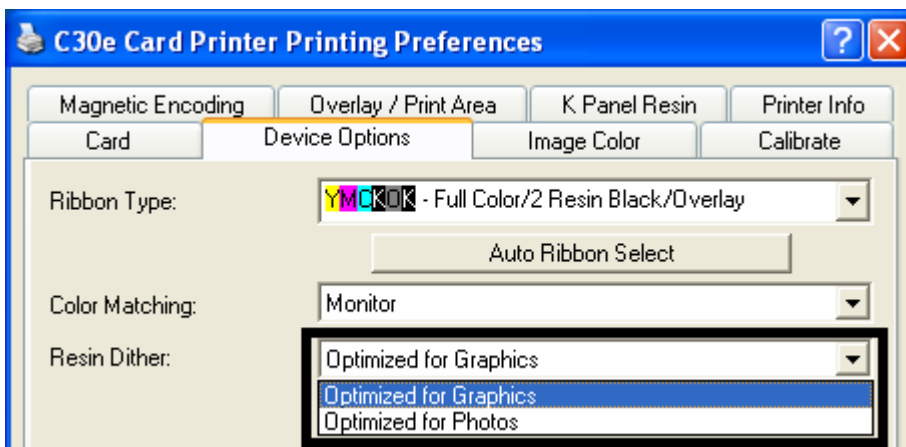 C30e Card Printer Printing Preferences
Magnetic Encoding Overlay / Print Area K Panel Resin Printer Info
Card Device Options Image Color Calibrate
Ribbon Type: YMCKOK - Full Color/2 Resin Black/Overlay
Auto Ribbon Select
Color Matching: Monitor
Resin Dither: Optimized for Graphics
Optimized for Graphics
Optimized for Photos